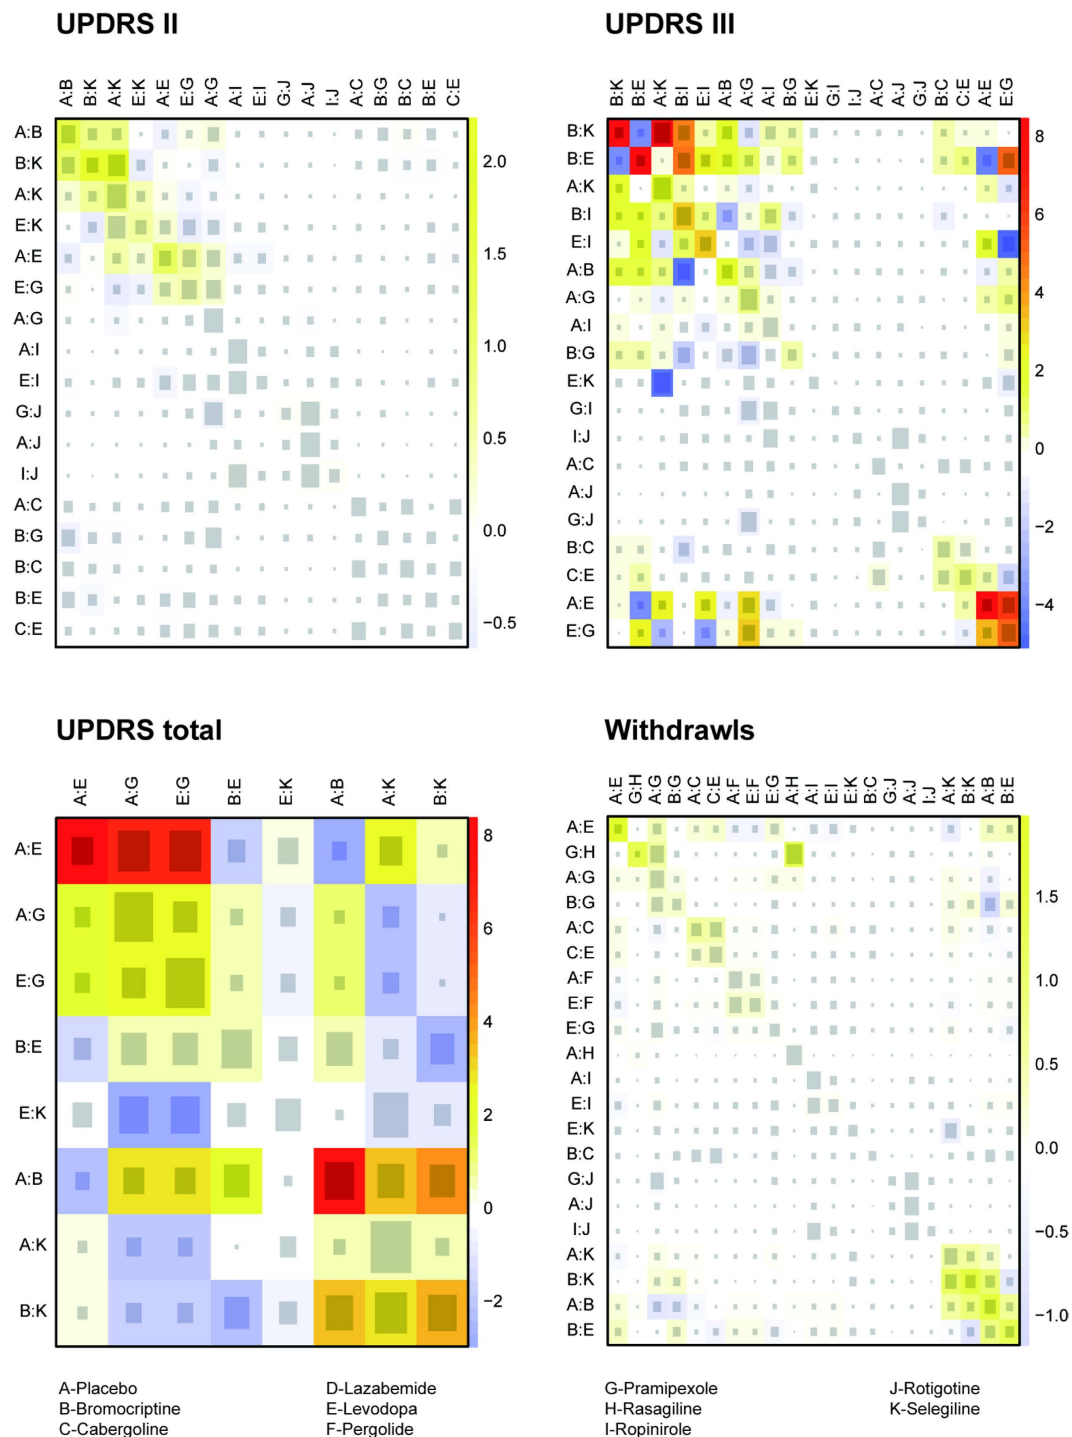 UPDRS II
A:B B:K A:K E:K A:E E:G A:G A:I E:I G:J A:J I:J A:C B:G B:C B:E C:E
A:B
B:K
A:K
E:K
A:E
E:G
A:G
A:I
E:I
G:J
A:J
I:J
A:C
B:G
B:C
B:E
C:E
2.0
1.5
1.0
0.5
0.0
−0.5
UPDRS III
B:K B:E A:K B:I E:I A:B A:G A:I B:G E:K G:I I:J A:C A:J G:J B:C C:E A:E E:G
B:K
B:E
A:K
B:I
E:I
A:B
A:G
A:I
B:G
E:K
G:I
I:J
A:C
A:J
G:J
B:C
C:E
A:E
E:G
8
6
4
2
0
−2
−4
UPDRS total
A:E A:G E:G B:E E:K A:B A:K B:K
A:E
A:G
E:G
B:E
E:K
A:B
A:K
B:K
8
6
4
2
0
−2
Withdrawls
A:E G:H A:G B:G A:C C:E A:F E:F E:G A:H A:I E:I E:K B:C G:J A:J I:J A:K B:K A:B B:E
A:E
G:H
A:G
B:G
A:C
C:E
A:F
E:F
E:G
A:H
A:I
E:I
E:K
B:C
G:J
A:J
I:J
A:K
B:K
A:B
B:E
1.5
1.0
0.5
0.0
−0.5
−1.0
A-Placebo D-Lazabemide G-Pramipexole J-Rotigotine
B-Bromocriptine E-Levodopa H-Rasagiline K-Selegiline
C-Cabergoline F-Pergolide I-Ropinirole